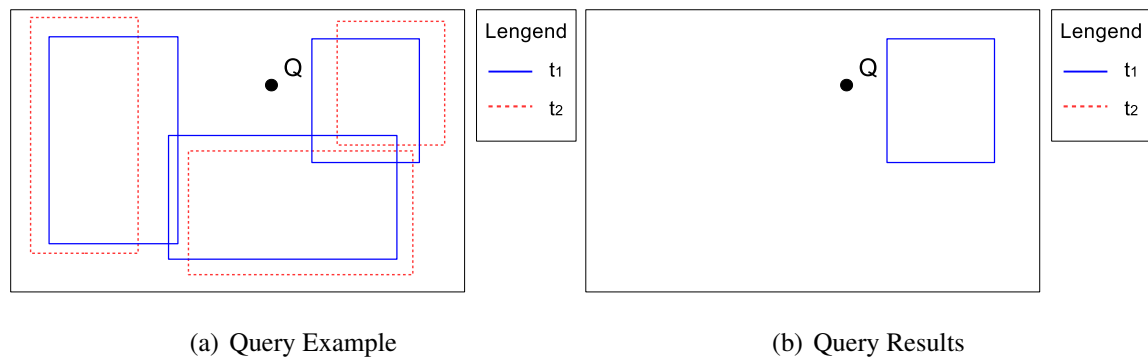 Q
Lengend
t1
t2
Q
Lengend
t1
t2
(a) Query Example
(b) Query Results